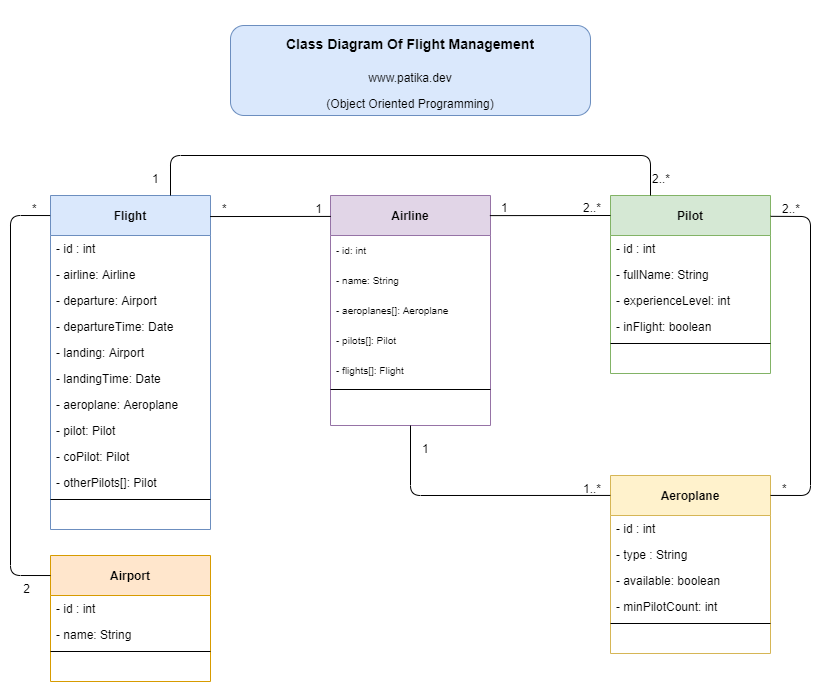 Class Diagram Of Flight Management
www.patika.dev
(Object Oriented Programming)
1
2..*
*
Flight
*
1
Airline
1
2..*
Pilot
2..*
- id : int
- airline: Airline
- departure: Airport
- departureTime: Date
- landing: Airport
- landingTime: Date
- aeroplane: Aeroplane
- pilot: Pilot
- coPilot: Pilot
- otherPilots[]: Pilot
- id: int
- name: String
- aeroplanes[]: Aeroplane
- pilots[]: Pilot
- flights[]: Flight
- id : int
- fullName: String
- experienceLevel: int
- inFlight: boolean
1
1..*
Aeroplane
*
- id : int
- type : String
- available: boolean
- minPilotCount: int
Airport
2
- id : int
- name: String